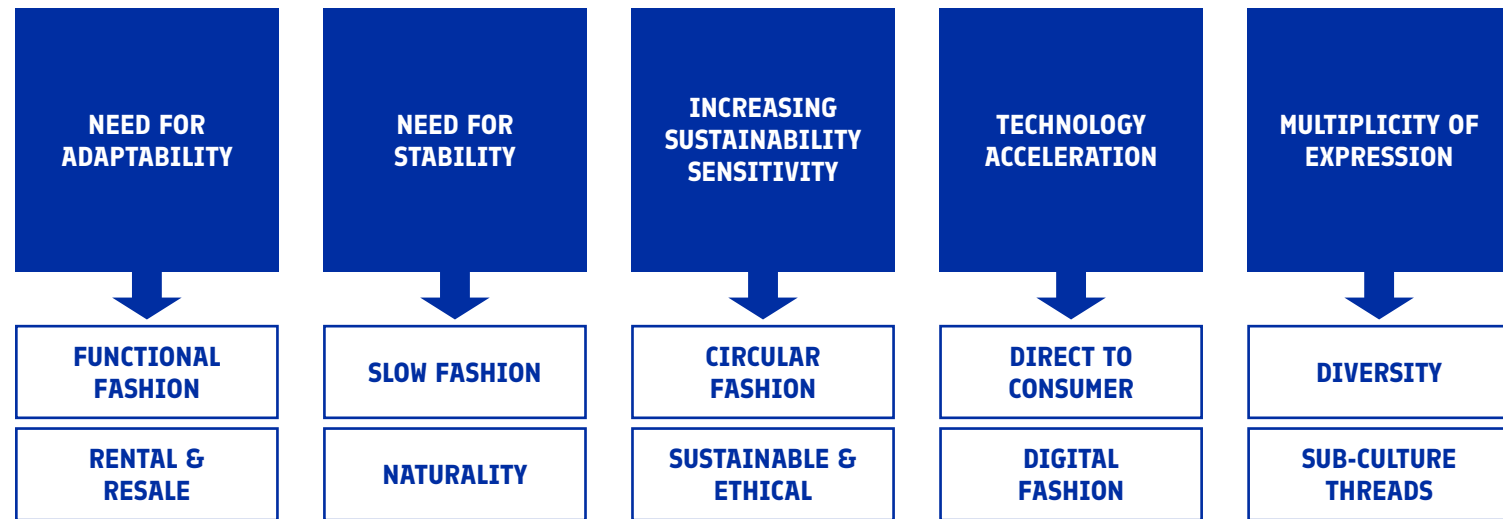 NEED FOR
ADAPTABILITY
NEED FOR
STABILITY
INCREASING
SUSTAINABILITY
SENSITIVITY
TECHNOLOGY
ACCELERATION
MULTIPLICITY OF
EXPRESSION
FUNCTIONAL
FASHION
SLOW FASHION
CIRCULAR
FASHION
DIRECT TO
CONSUMER
DIVERSITY
RENTAL &
RESALE
NATURALITY
SUSTAINABLE &
ETHICAL
DIGITAL
FASHION
SUB-CULTURE
THREADS